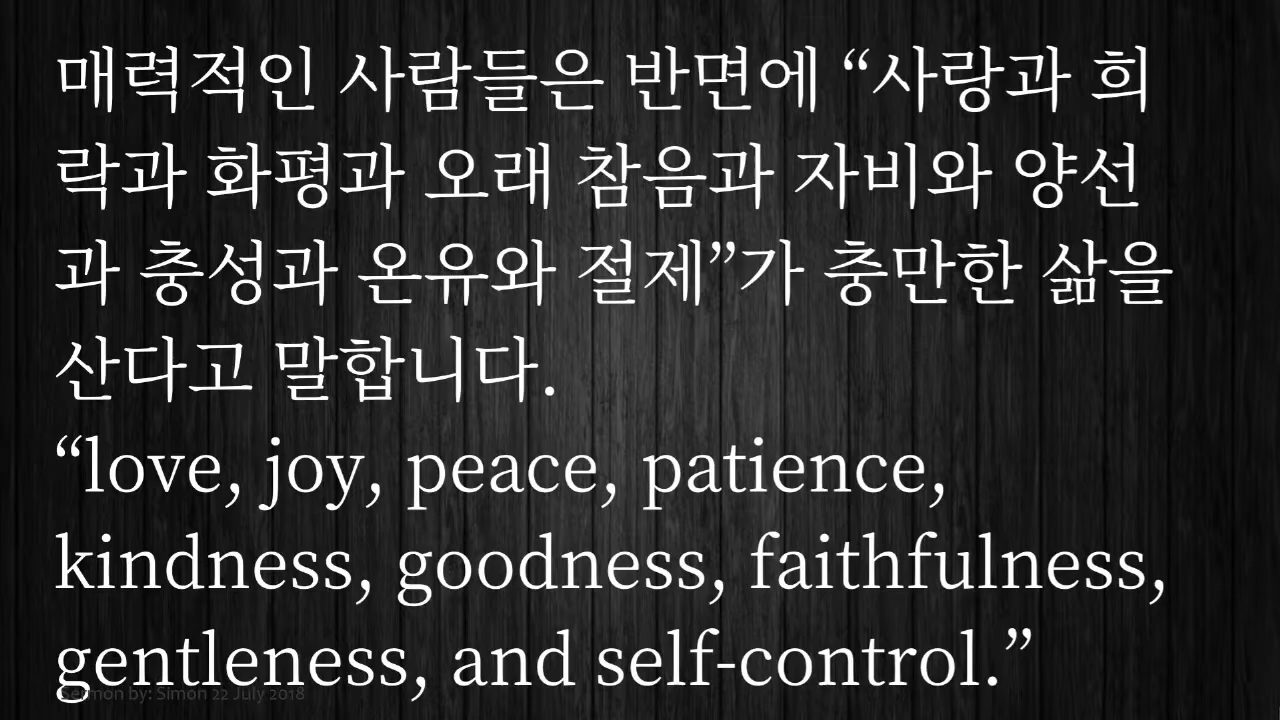 매력적인 사람들은 반면에 “사랑과 희
락과 화평과 오래 참음과 자비와 양선
과 충성과 온유와 절제”가 충만한 삶을
산다고 말합니다.
“love, joy, peace, patience,
kindness, goodness, faithfulness,
gentleness, and self-control.”
Sermon by: Simon 22 July 2018